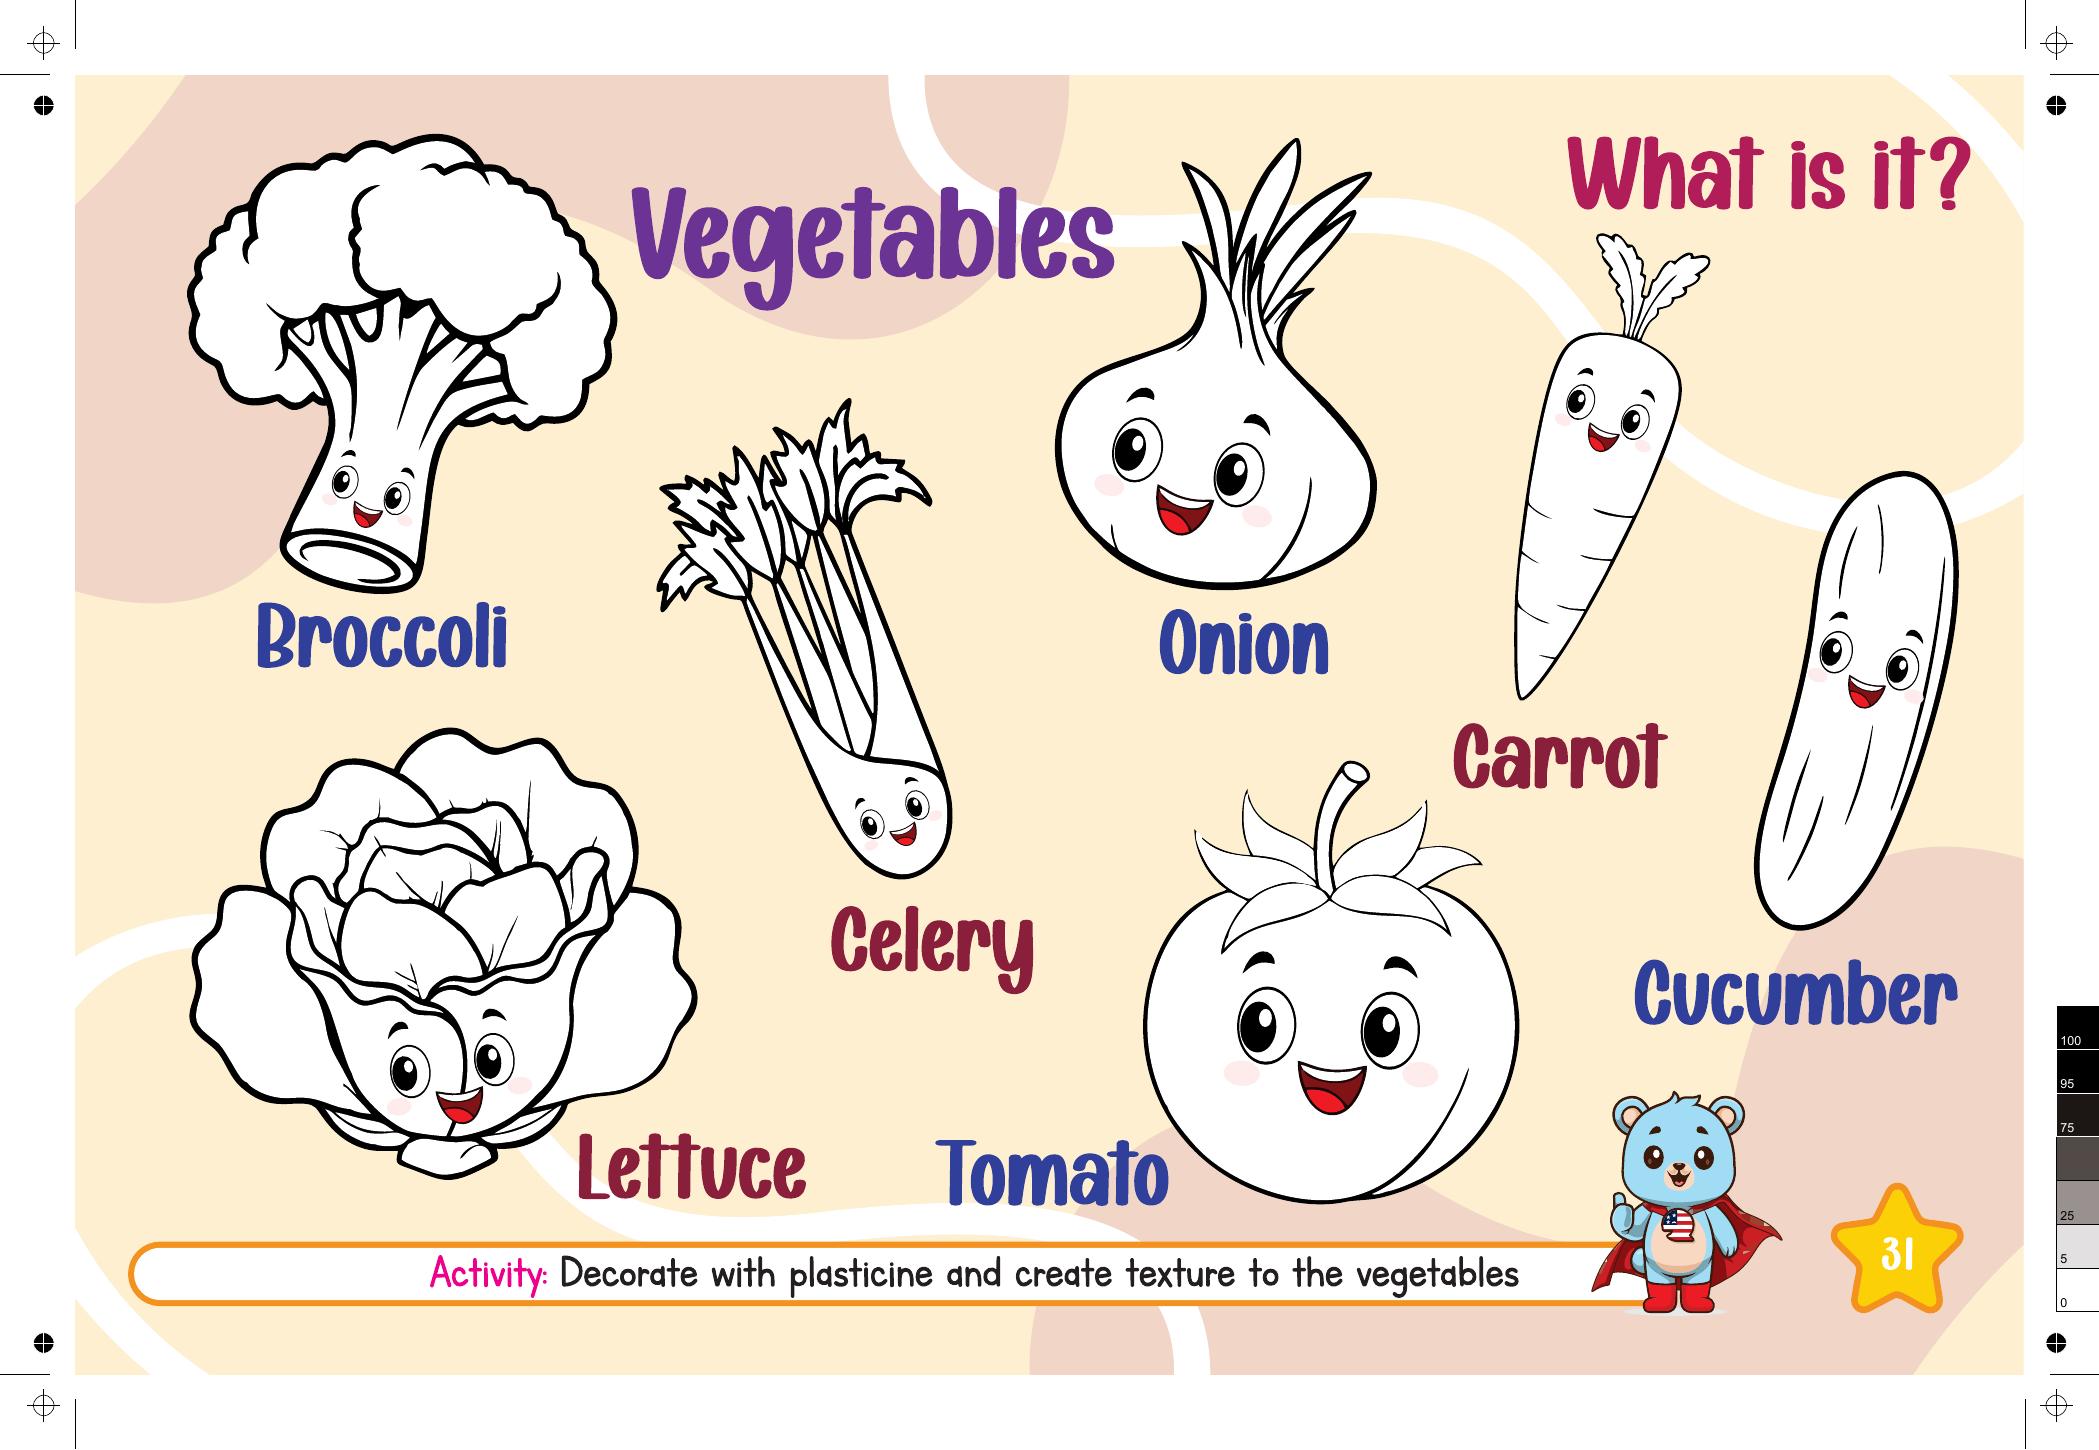 What is it?
Vegetables
Broccoli
Onion
Carrot
Celery
Cucumber
Lettuce
Tomato
Activity: Decorate with plasticine and create texture to the vegetables
31
100
95
75
25
5
0